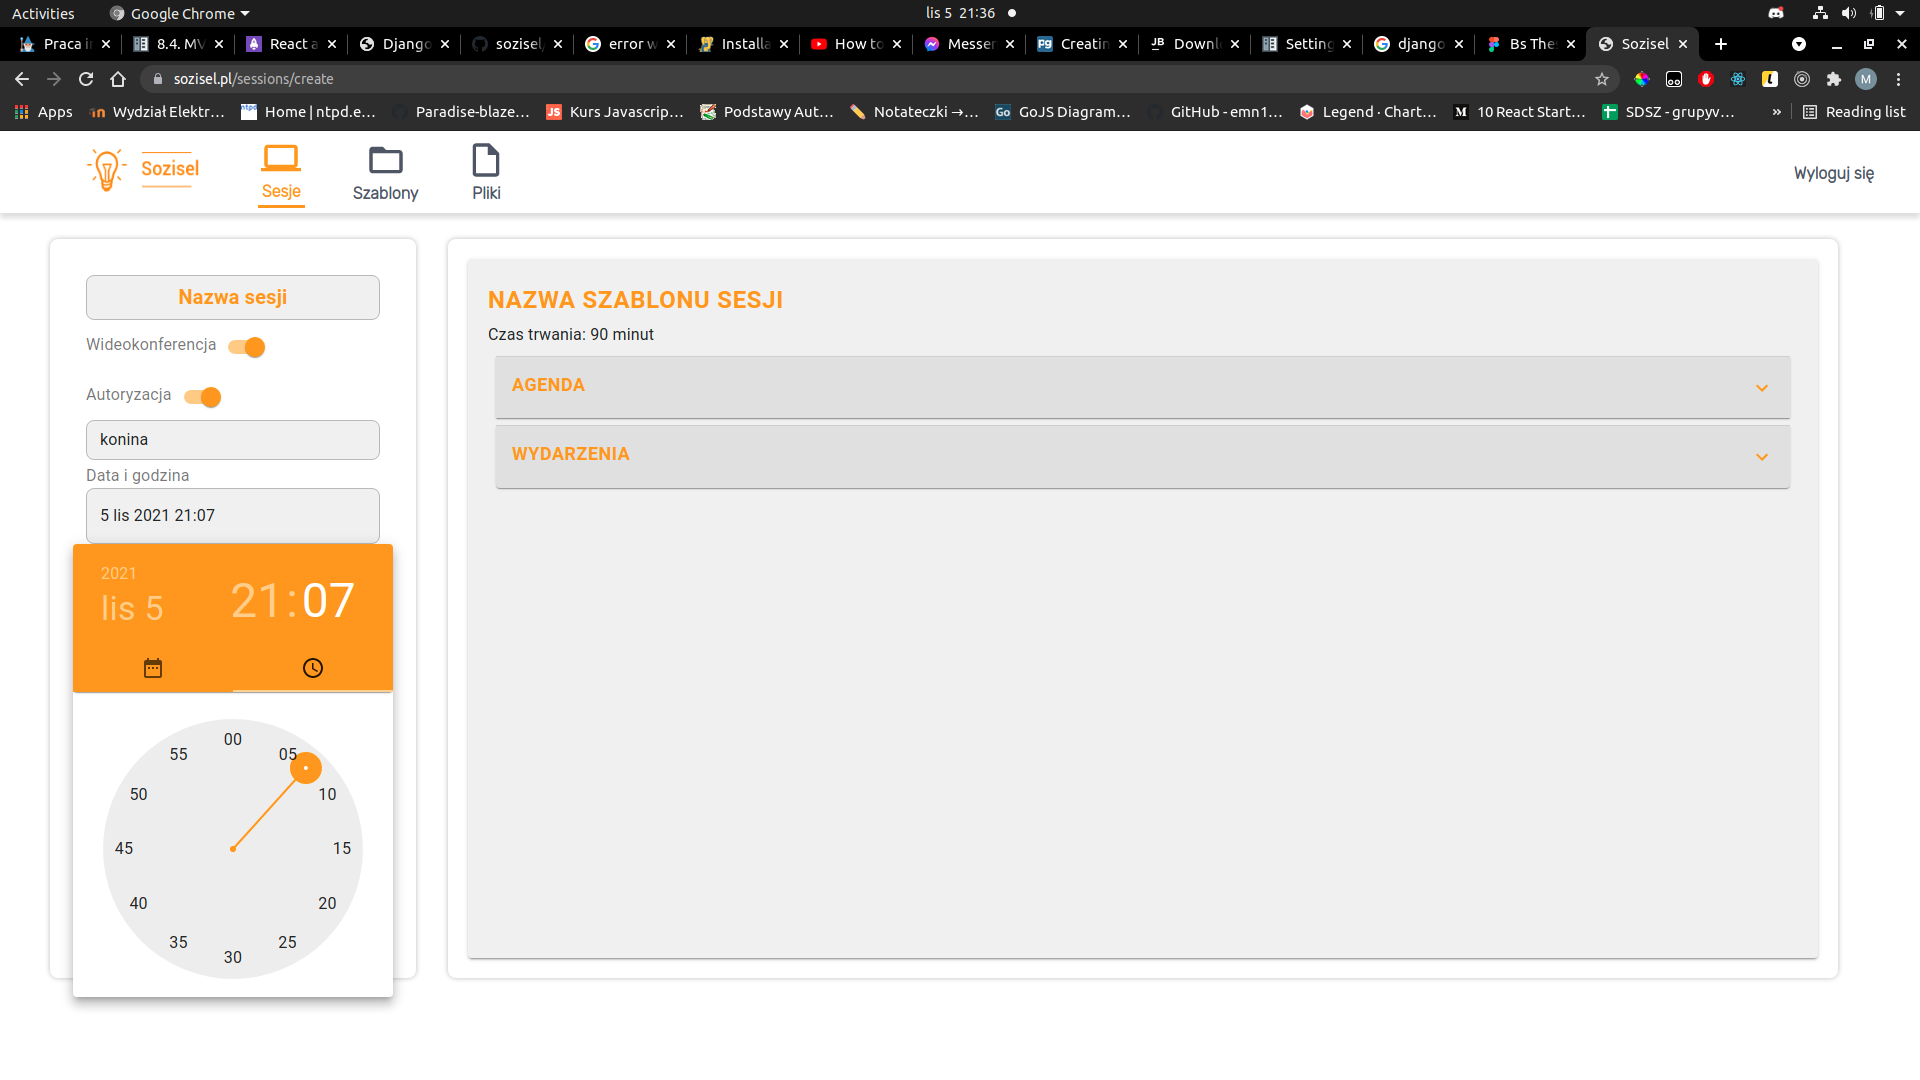 Activities
Google Chrome
lis 5 21:36
Praca in
8.4. MV
React a
Django
sozisel,
error w
Installa
How to
Messer
Creatin
Downl
Setting
django
Bs Thes
Sozisel
sozisel.pl/sessions/create
Apps
Wydział Elektr...
Home | ntpd.e...
Paradise-blaze...
Kurs Javascrip...
Podstawy Aut...
Notateczki →...
GoJS Diagram...
GitHub - emn1...
Legend · Chart...
10 React Start...
SDSZ - grupyv...
»
Reading list
Sozisel
Sesje
Szablony
Pliki
Wyloguj się
Nazwa sesji
Wideokonferencja
Autoryzacja
konina
Data i godzina
5 lis 2021 21:07
2021
lis 5
21:07
00
05
10
15
20
25
30
35
40
45
50
55
NAZWA SZABLONU SESJI
Czas trwania: 90 minut
AGENDA
WYDARZENIA